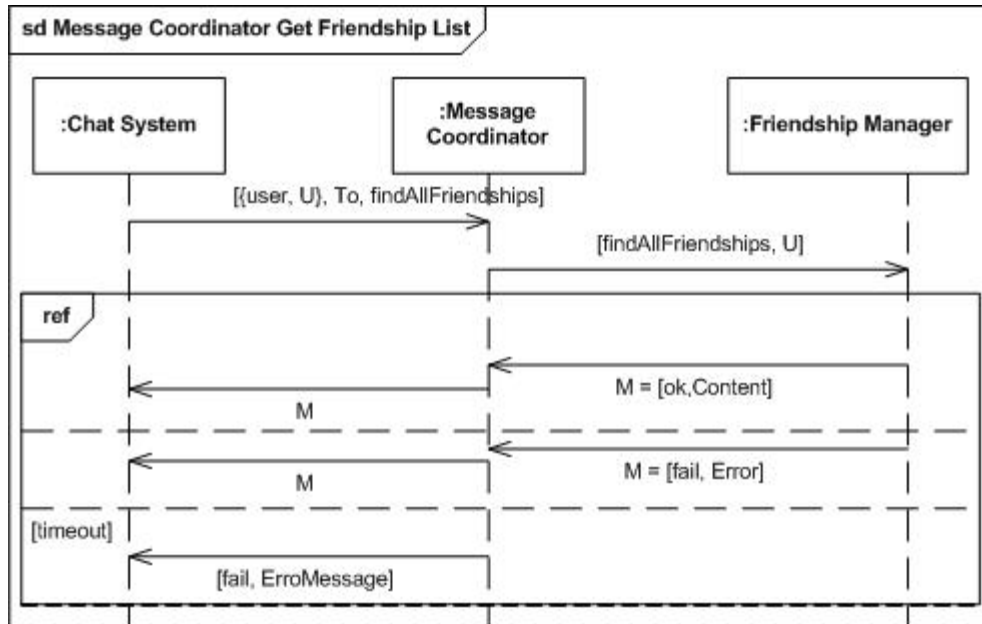 sd Message Coordinator Get Friendship List
:Chat System
:Message
Coordinator
:Friendship Manager
[{user, U}, To, findAllFriendships]
[findAllFriendships, U]
ref
M = [ok,Content]
M
M = [fail, Error]
M
[timeout]
[fail, ErroMessage]